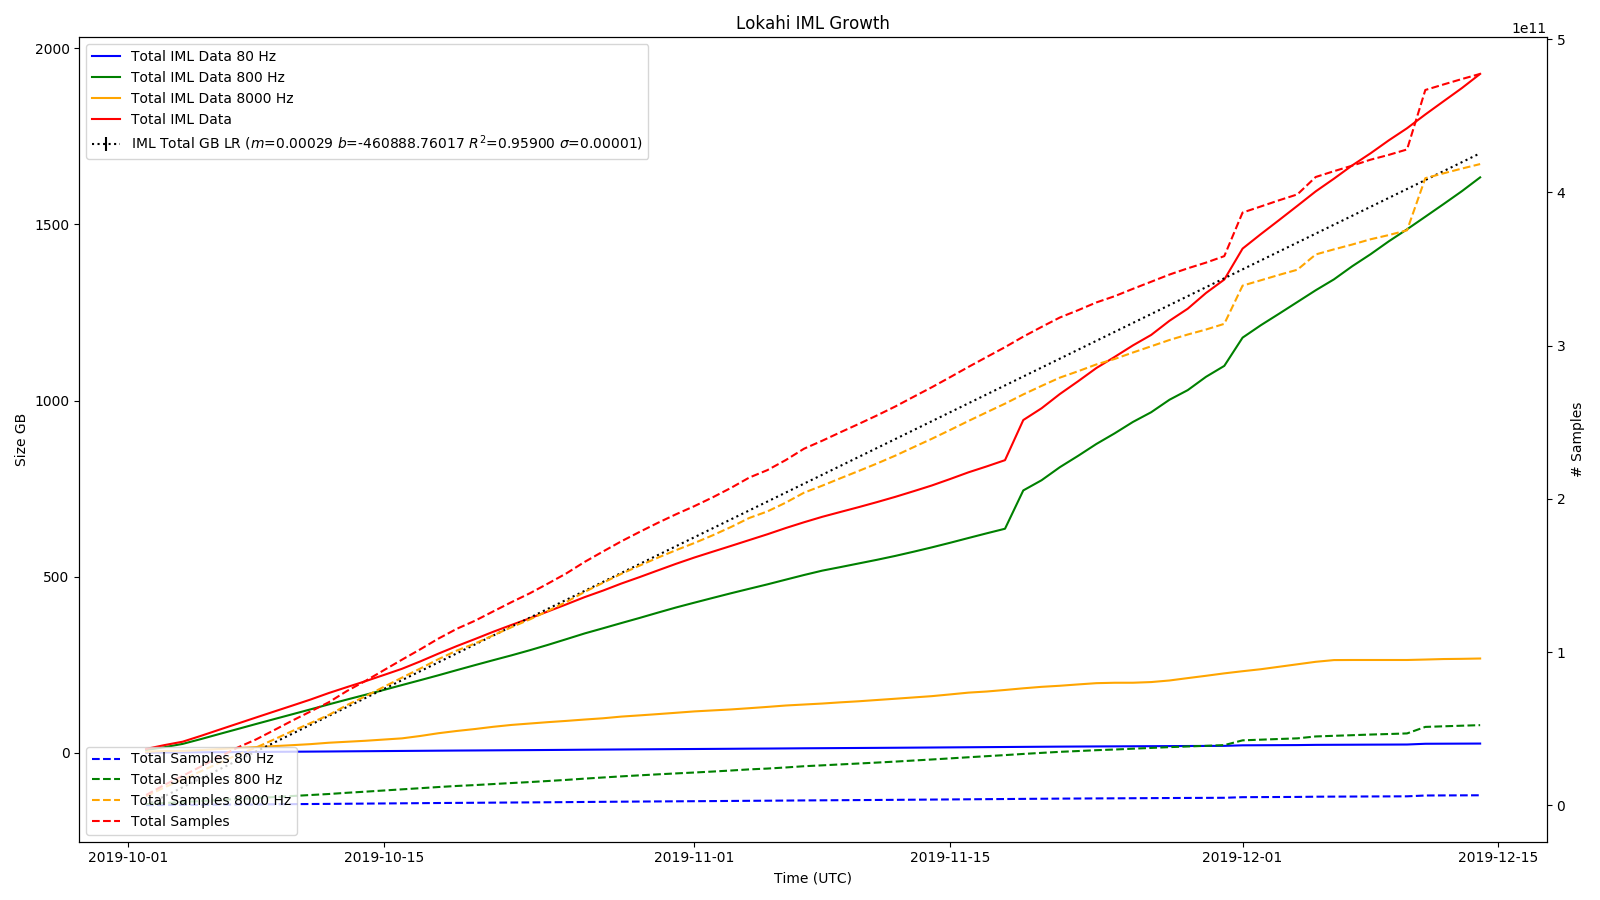 Lokahi IML Growth
1e11
Total IML Data 80 Hz
Total IML Data 800 Hz
Total IML Data 8000 Hz
Total IML Data
IML Total GB LR (m=0.00029 b=-460888.76017 R²=0.95900 σ=0.00001)
2000
1500
1000
500
0
Size GB
5
4
3
2
1
0
# Samples
Total Samples 80 Hz
Total Samples 800 Hz
Total Samples 8000 Hz
Total Samples
2019-10-01 2019-10-15 2019-11-01 2019-11-15 2019-12-01 2019-12-15
Time (UTC)